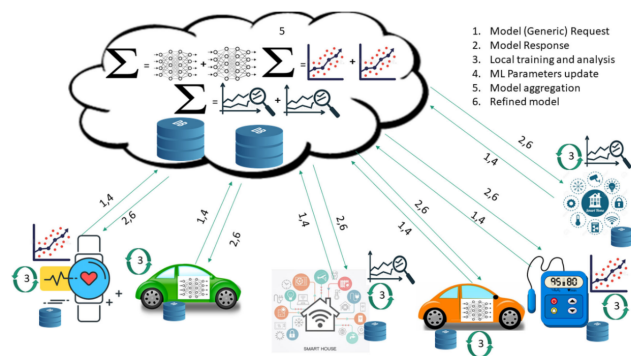 5
1. Model (Generic) Request
2. Model Response
3. Local training and analysis
4. ML Parameters update
5. Model aggregation
6. Refined model
Σ = + Σ = +
Σ = +
2,6
3
1,4
2,6
1,4
1,4
2,6
1,4
2,6
1,4
2,6
2,6
1,4
3
3
3
95 80
3
3
SMART HOUSE